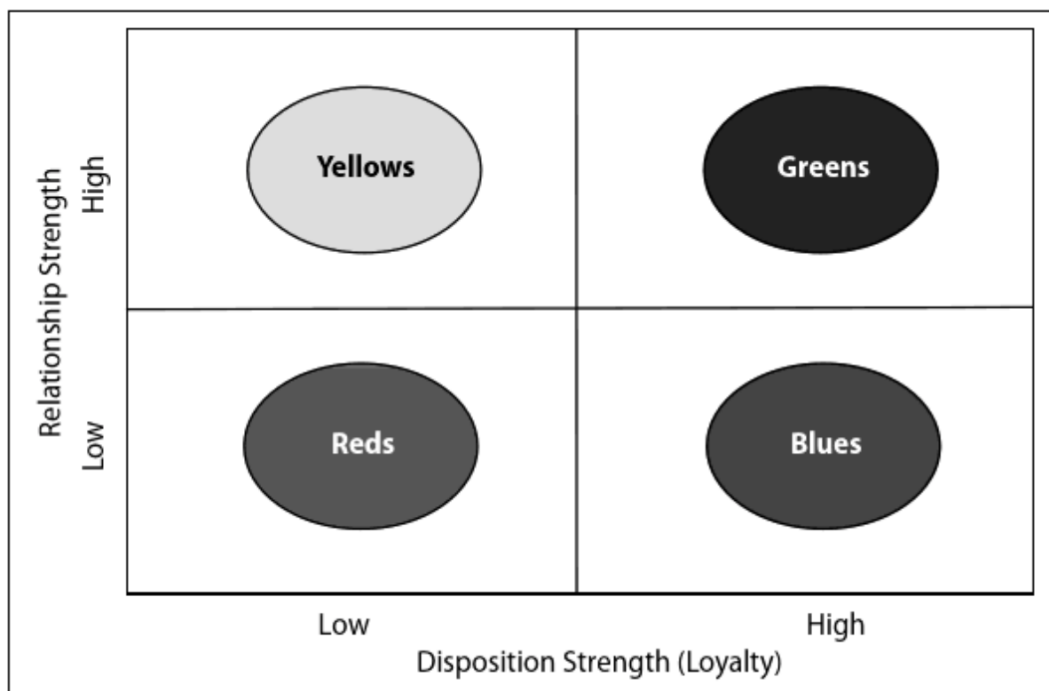 Relationship Strength
High
Low
Yellows
Greens
Reds
Blues
Low
High
Disposition Strength (Loyalty)